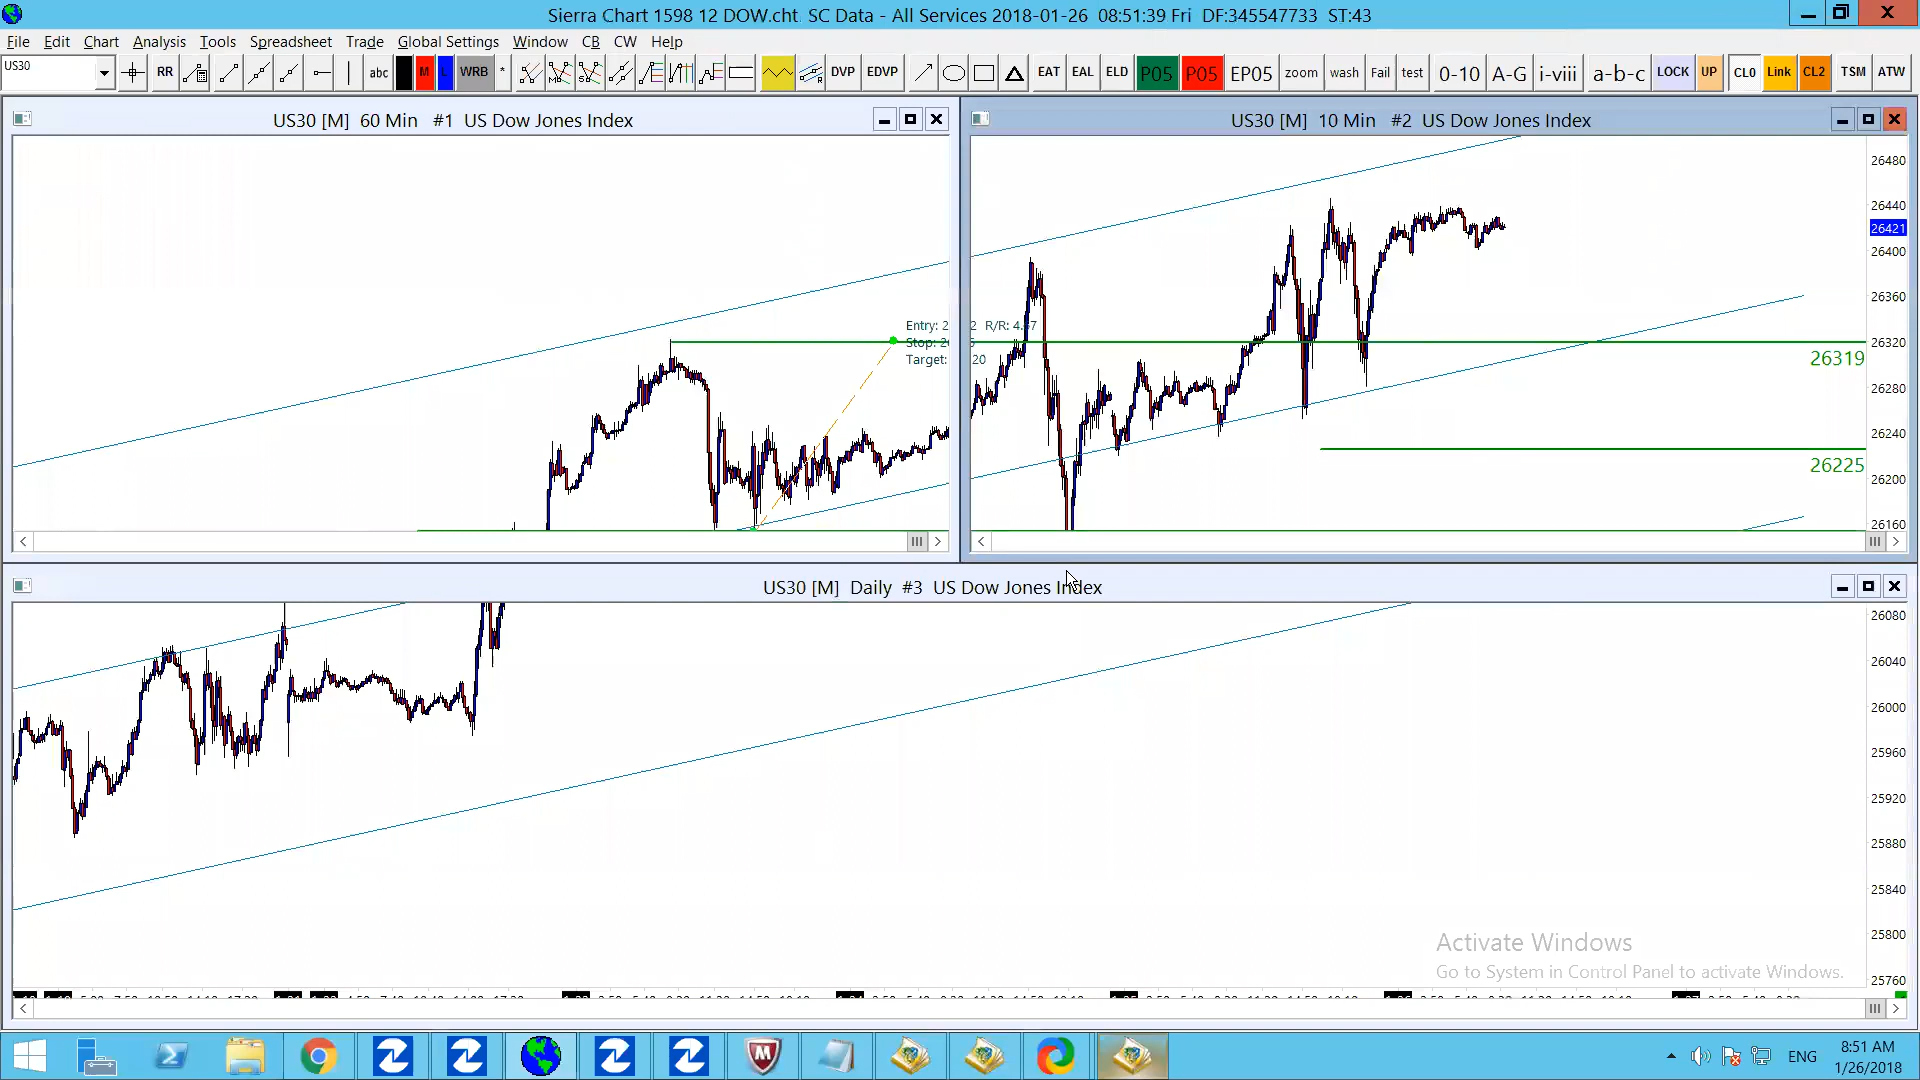 Sierra Chart 1598 12 DOW.cht SC Data - All Services 2018-01-26 08:51:39 Fri DF:345547733 ST:43
File Edit Chart Analysis Tools Spreadsheet Trade Global Settings Window CB CW Help
US30 RR abc M L WRB * DVP EDVP EAT EAL ELD P05 P05 EP05 zoom wash Fail test 0-10 A-G i-viii a-b-c LOCK UP CL0 Link CL2 TSM ATW
US30 [M] 60 Min #1 US Dow Jones Index
Entry: 2 2 R/R: 4.
Stop: 2
Target: 20
US30 [M] 10 Min #2 US Dow Jones Index
26480
26440
26421
26400
26360
26320
26319
26280
26240
26225
26200
26160
US30 [M] Daily #3 US Dow Jones Index
26080
26040
26000
25960
25920
25880
25840
25800
25760
Activate Windows
Go to System in Control Panel to activate Windows.
ENG
8:51 AM
1/26/2018